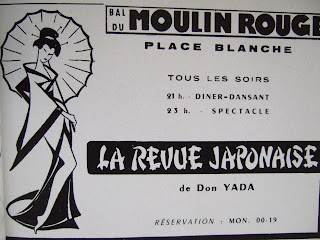 BAL DU MOULIN ROUGE
PLACE BLANCHE
TOUS LES SOIRS
21 h. - DINER-DANSANT
23 h. - SPECTACLE
LA REVUE JAPONAISE
de Don YADA
RÉSERVATION : MON. 00-19